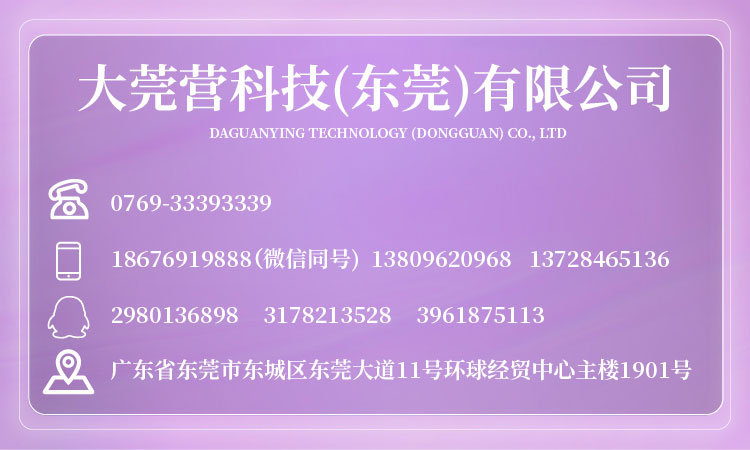 大莞营科技(东莞)有限公司
DAGUANYING TECHNOLOGY (DONGGUAN) CO., LTD
0769-33393339
18676919888(微信同号) 13809620968 13728465136
2980136898 3178213528 3961875113
广东省东莞市东城区东莞大道11号环球经贸中心主楼1901号